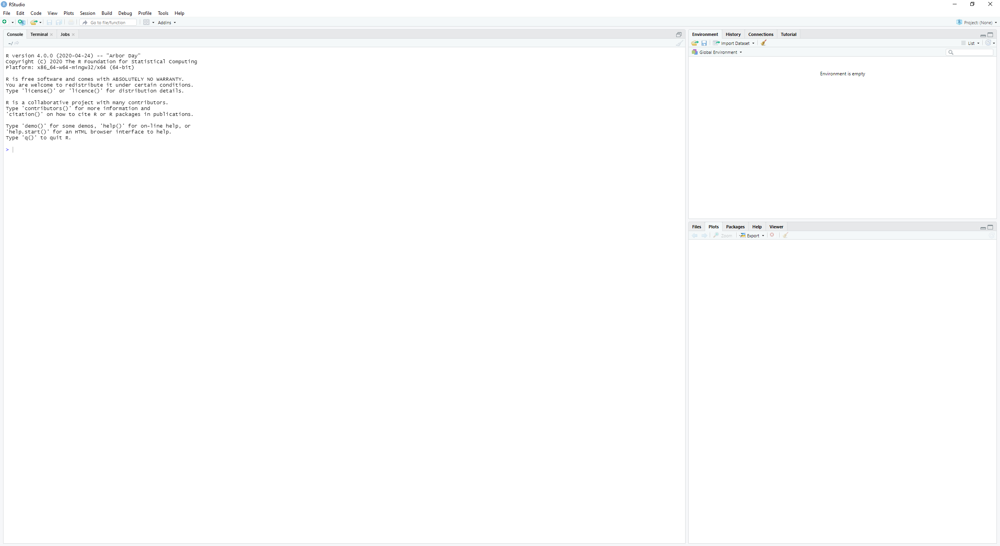 RStudio
File Edit Code View Plots Session Build Debug Profile Tools Help
Go to file/function Addins Project: (None)
Console Terminal Jobs
~/
R version 4.0.0 (2020-04-24) -- "Arbor Day"
Copyright (C) 2020 The R Foundation for Statistical Computing
Platform: x86_64-w64-mingw32/x64 (64-bit)
R is free software and comes with ABSOLUTELY NO WARRANTY.
You are welcome to redistribute it under certain conditions.
Type 'license()' or 'licence()' for distribution details.
R is a collaborative project with many contributors.
Type 'contributors()' for more information and
'citation()' on how to cite R or R packages in publications.
Type 'demo()' for some demos, 'help()' for on-line help, or
'help.start()' for an HTML browser interface to help.
Type 'q()' to quit R.
>
Environment History Connections Tutorial
Import Dataset List
Global Environment
Environment is empty
Files Plots Packages Help Viewer
Zoom Export